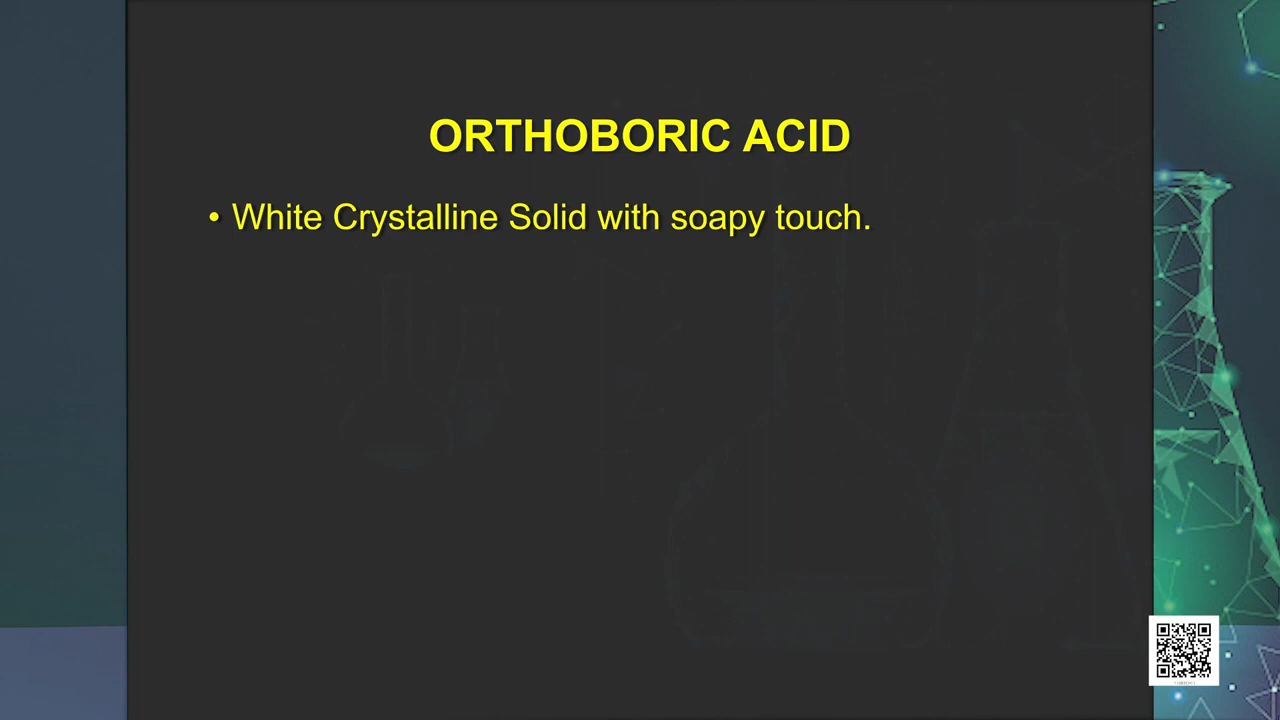 ORTHOBORIC ACID
• White Crystalline Solid with soapy touch.